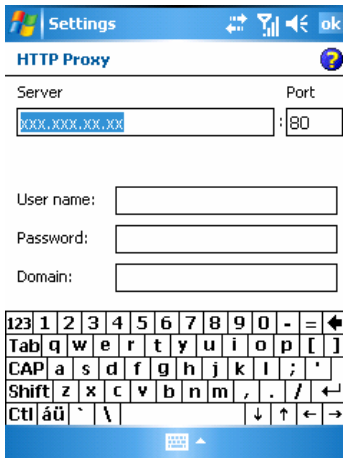 Settings ok
HTTP Proxy ?
Server Port
xxx.xxx.xx.xx : 80
User name:
Password:
Domain:
123 1 2 3 4 5 6 7 8 9 0 - =
Tab q w e r t y u i o p [ ]
CAP a s d f g h j k l ; '
Shift z x c v b n m , . /
Ctl áü ` \